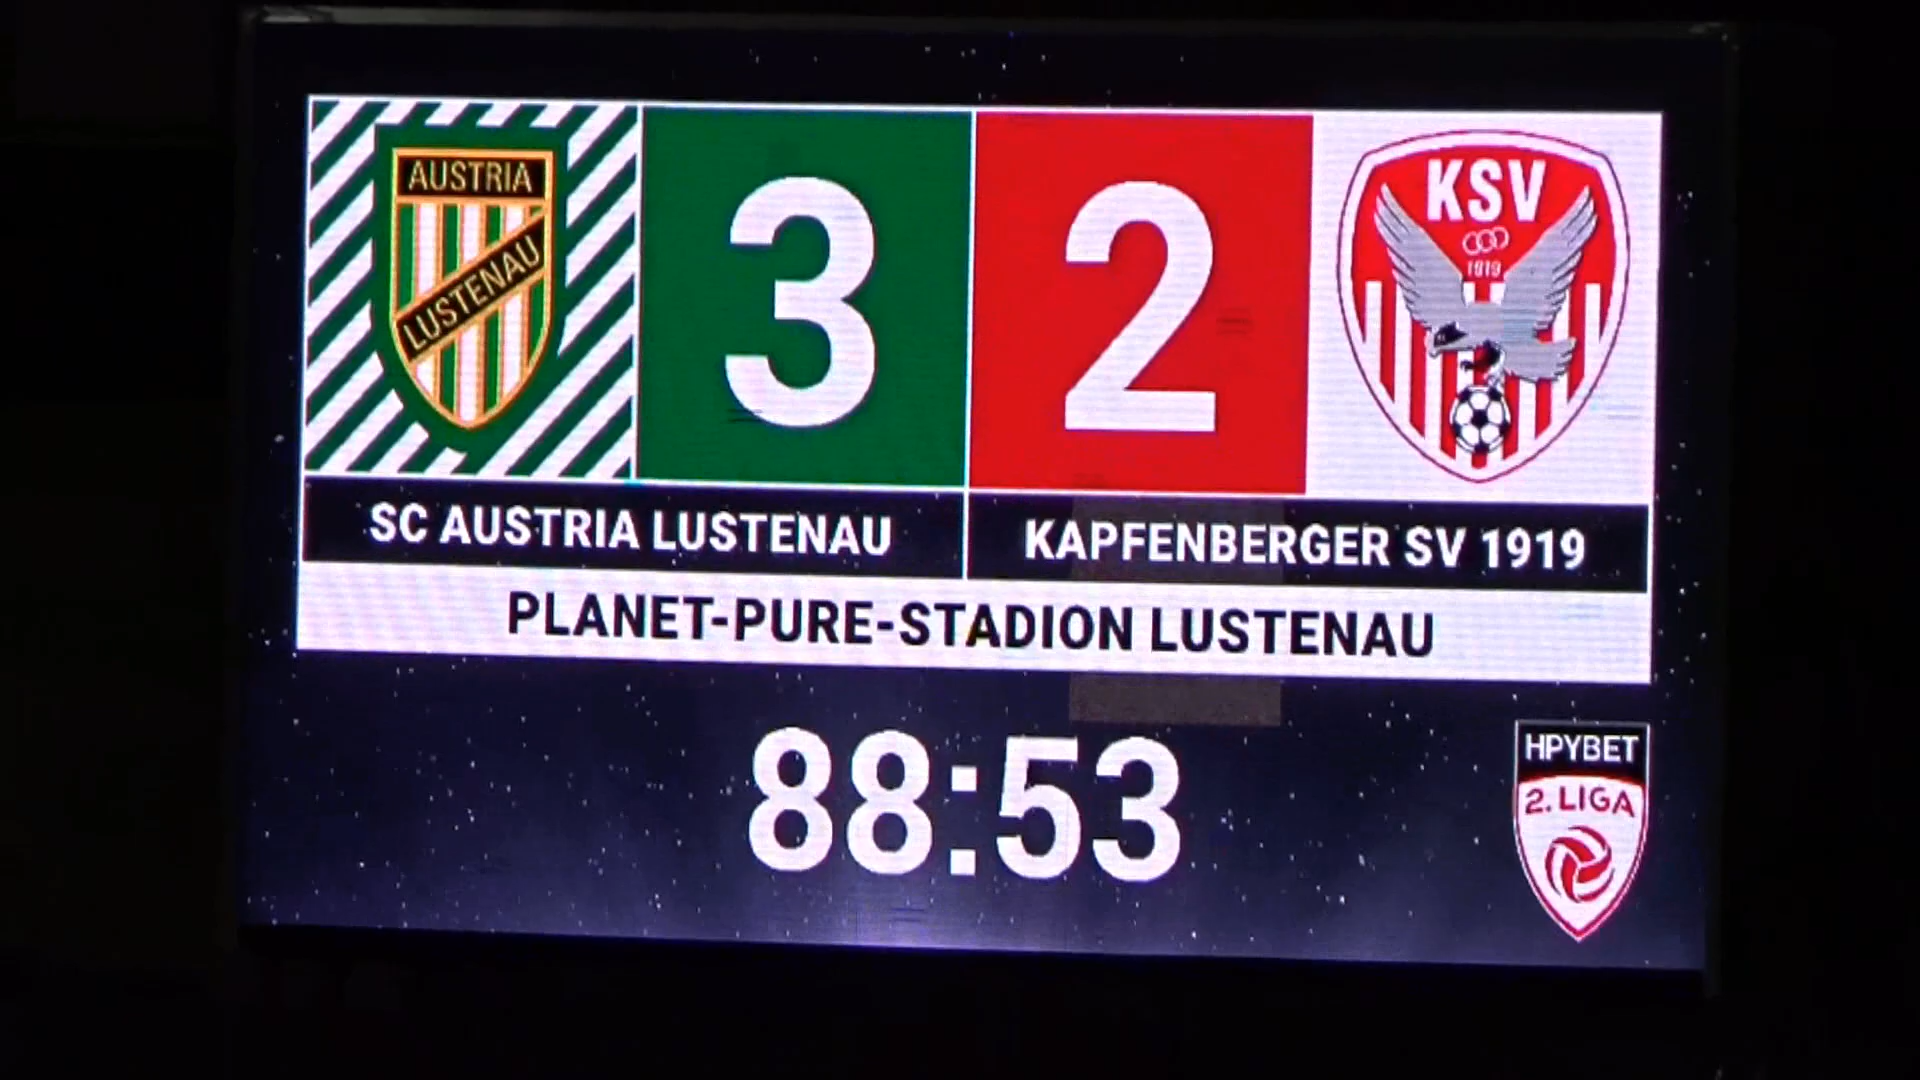 AUSTRIA
LUSTENAU
3
2
KSV
1919
SC AUSTRIA LUSTENAU
KAPFENBERGER SV 1919
PLANET-PURE-STADION LUSTENAU
88:53
HPYBET
2. LIGA